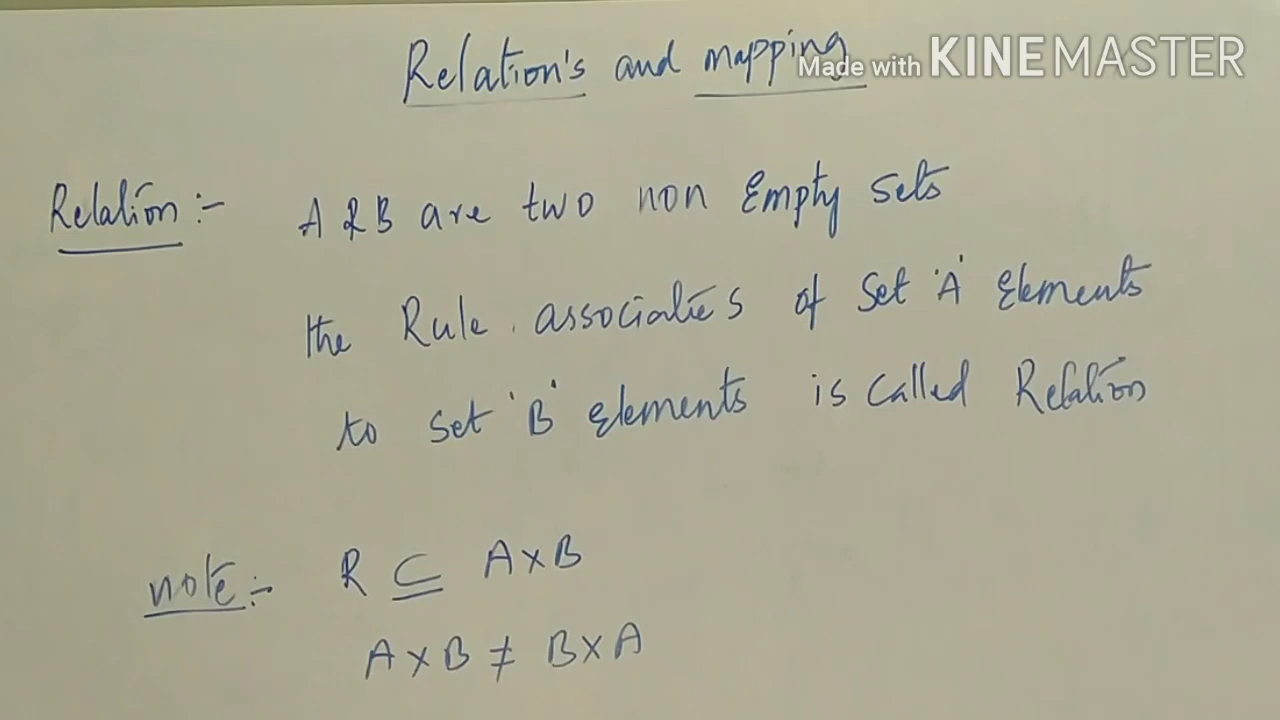 Relation's and mapping
Made with KINEMASTER
Relation :- A & B are two non Empty sets
the Rule associates of set 'A' Elements
to set 'B' Elements is called Relation
note :- R ⊆ A×B
A×B ≠ B×A